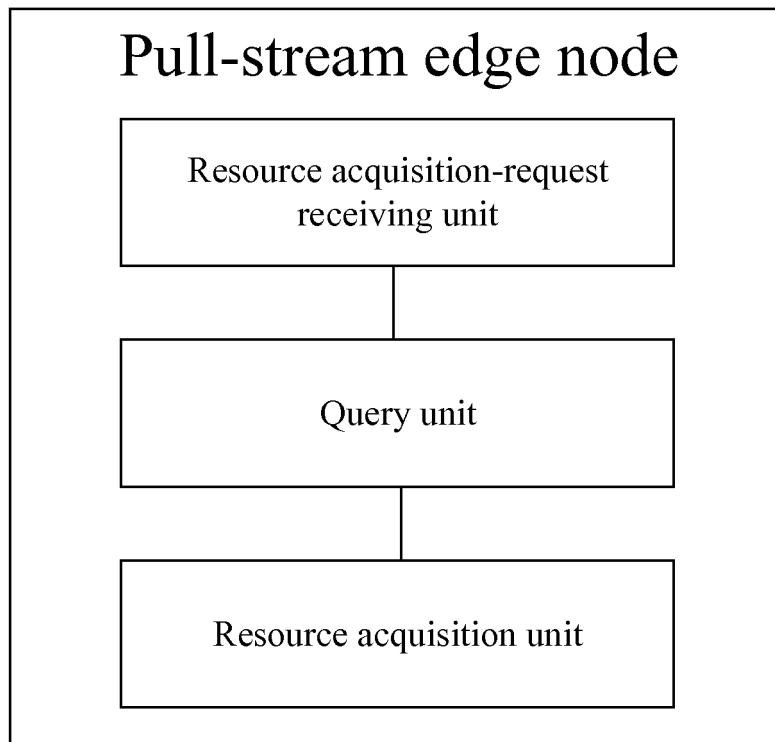 Pull-stream edge node
Resource acquisition-request
receiving unit
Query unit
Resource acquisition unit